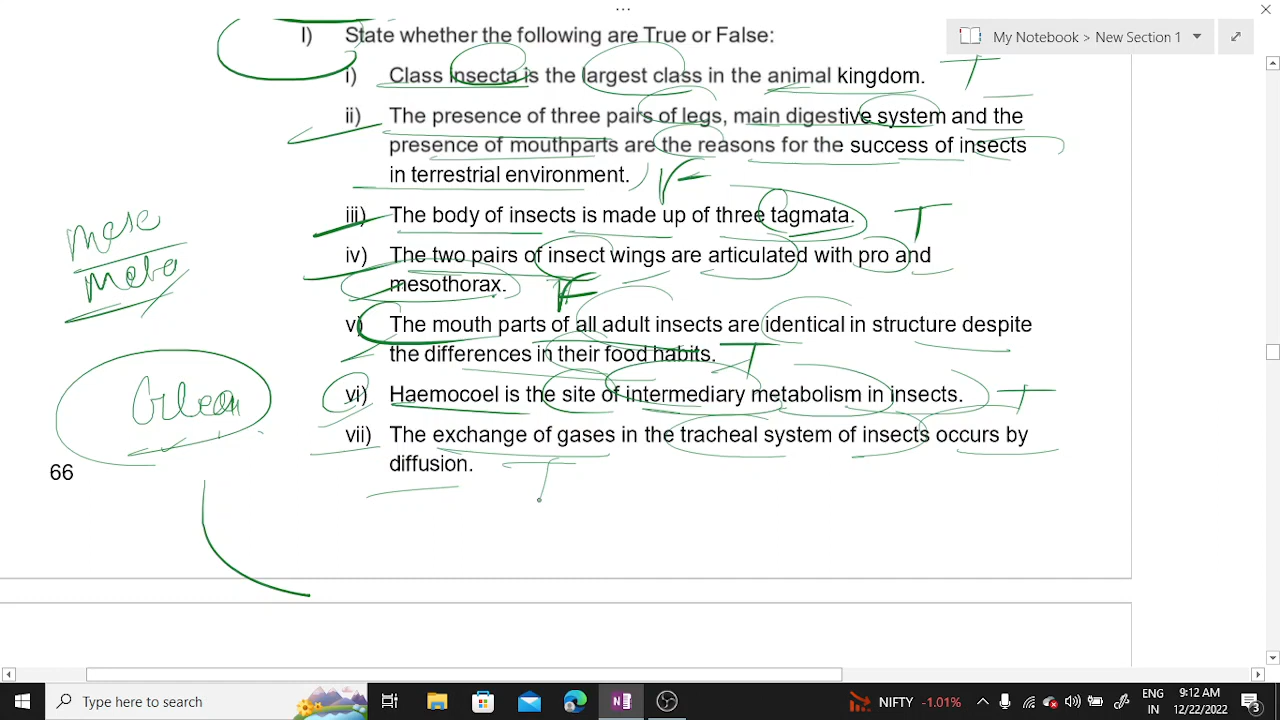 ...
My Notebook > New Section 1
l) State whether the following are True or False:
i) Class Insecta is the largest class in the animal kingdom. T
ii) The presence of three pairs of legs, main digestive system and the
presence of mouthparts are the reasons for the success of insects
in terrestrial environment. F
iii) The body of insects is made up of three tagmata. T
iv) The two pairs of insect wings are articulated with pro and
mesothorax. F
v) The mouth parts of all adult insects are identical in structure despite
the differences in their food habits. T
vi) Haemocoel is the site of intermediary metabolism in insects. T
vii) The exchange of gases in the tracheal system of insects occurs by
diffusion. T
Meso
Meta
66
Type here to search
NIFTY -1.01%
ENG
IN
9:12 AM
12/22/2022
3